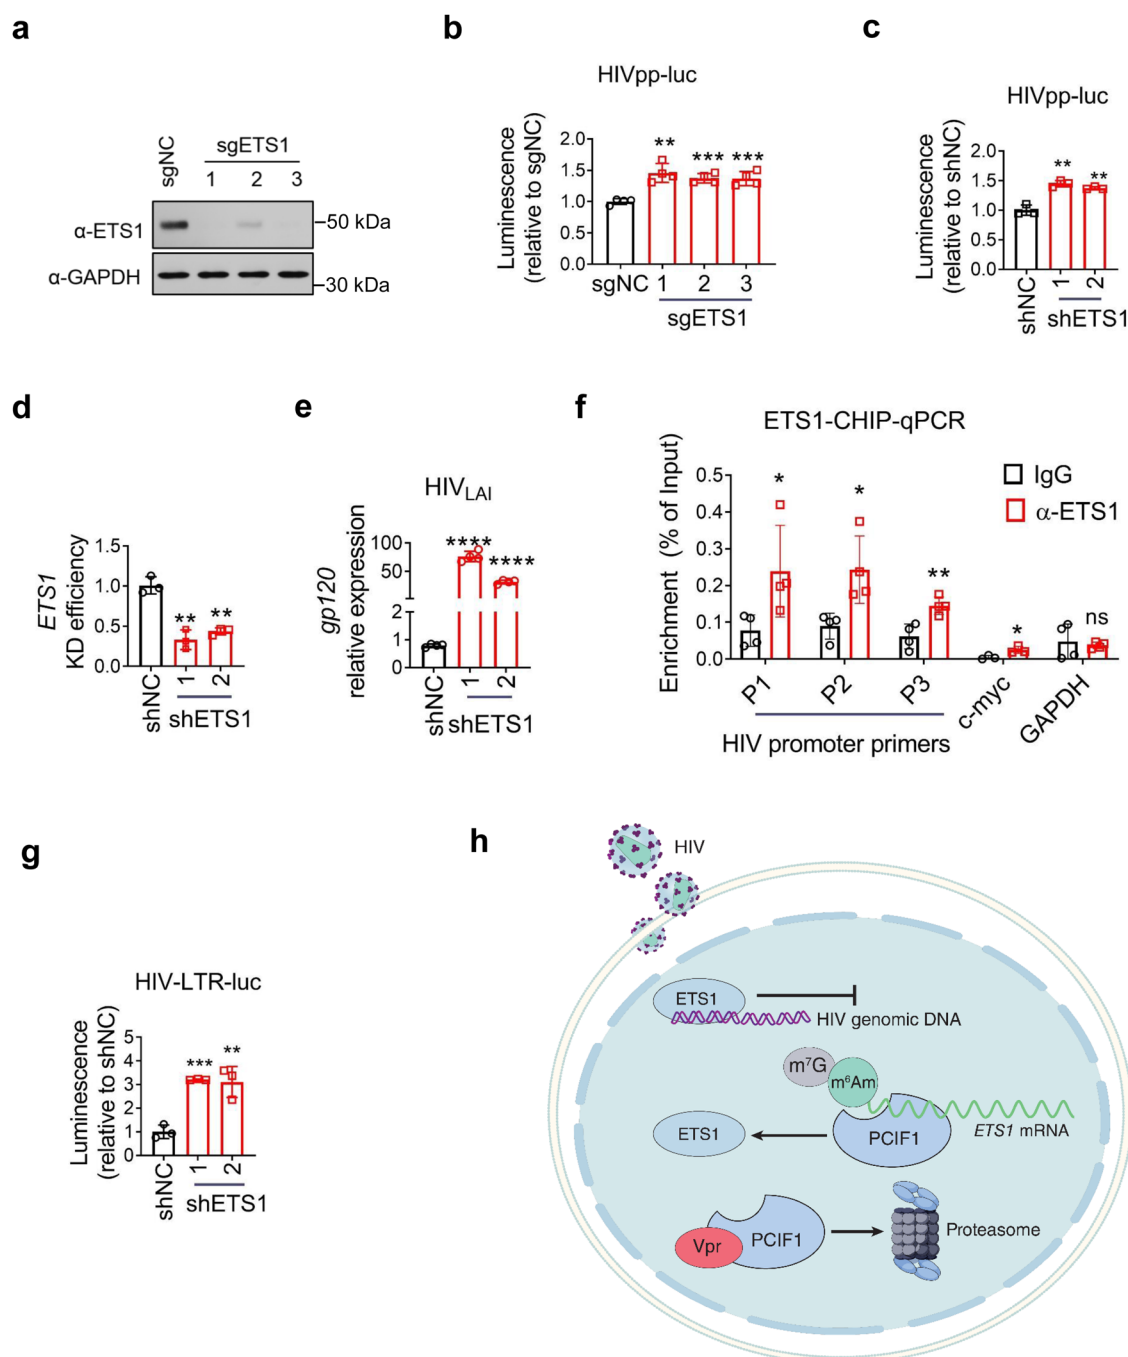 a
sgNC
sgETS1
1 2 3
α-ETS1
50 kDa
α-GAPDH
30 kDa
b
HIVpp-luc
Luminescence
(relative to sgNC)
2.0
1.5
1.0
0.5
0.0
** *** ***
sgNC 1 2 3
sgETS1
c
HIVpp-luc
Luminescence
(relative to shNC)
2.0
1.5
1.0
0.5
0.0
** **
shNC 1 2
shETS1
d
ETS1
KD efficiency
1.5
1.0
0.5
0.0
** **
shNC 1 2
shETS1
e
HIVLAI
gp120
relative expression
100
50
2
1
0
**** ****
shNC 1 2
shETS1
f
ETS1-CHIP-qPCR
Enrichment (% of Input)
0.5
0.4
0.3
0.2
0.1
0.0
IgG
α-ETS1
* * ** * ns
P1 P2 P3 c-myc GAPDH
HIV promoter primers
g
HIV-LTR-luc
Luminescence
(relative to shNC)
5
4
3
2
1
0
*** **
shNC 1 2
shETS1
h
HIV
ETS1
HIV genomic DNA
m⁷G
m⁶Am
ETS1
PCIF1
ETS1 mRNA
Vpr
PCIF1
Proteasome